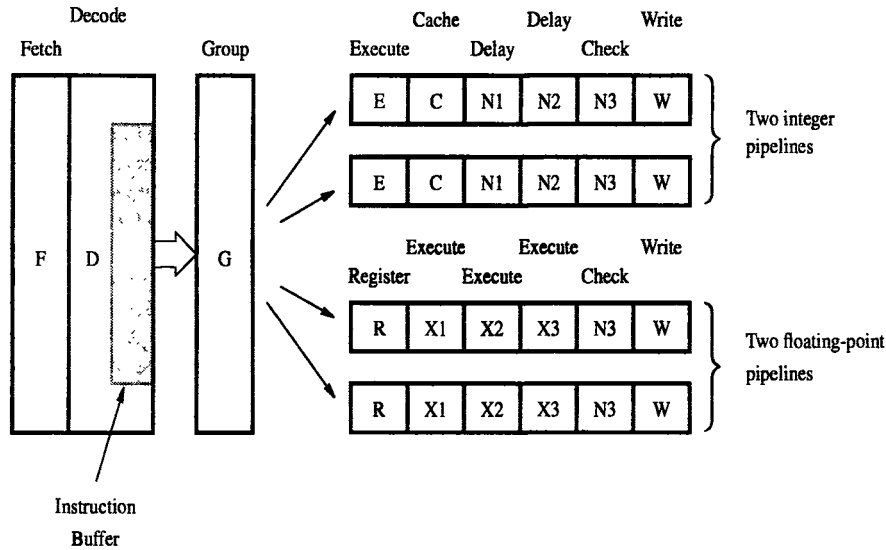 Decode
Cache
Delay
Write
Fetch
Group
Execute
Delay
Check
E C N1 N2 N3 W
Two integer
pipelines
E C N1 N2 N3 W
F D G
Execute
Execute
Write
Register
Execute
Check
R X1 X2 X3 N3 W
Two floating-point
pipelines
R X1 X2 X3 N3 W
Instruction
Buffer